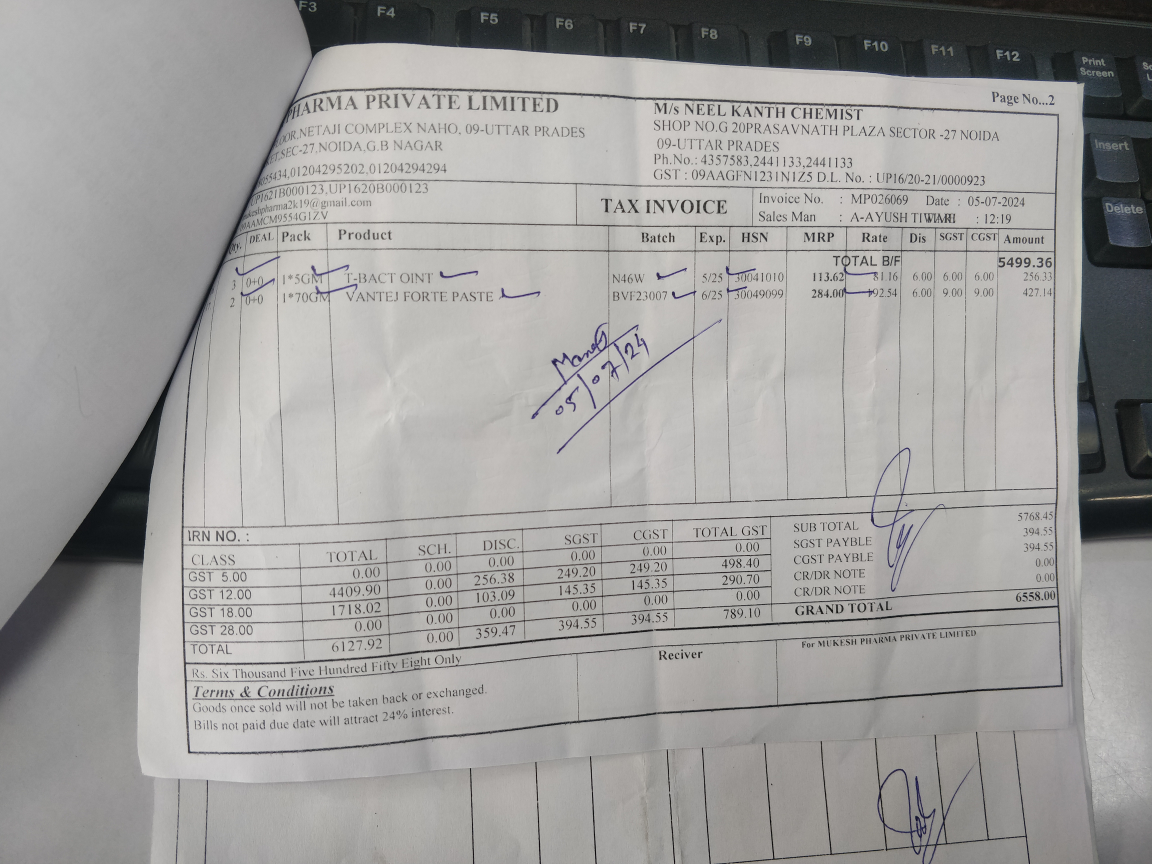 F3 F4 F5 F6 F7 F8 F9 F10 F11 F12 Print Screen
Insert
Delete
Page No...2
PHARMA PRIVATE LIMITED
NETAJI COMPLEX NAHO, 09-UTTAR PRADES
SEC-27,NOIDA,G.B NAGAR
01204295202,01204294294
UP1620B000123
M/s NEEL KANTH CHEMIST
SHOP NO.G 20PRASAVNATH PLAZA SECTOR -27 NOIDA
09-UTTAR PRADES
Ph.No.: 4357583,2441133,2441133
GST : 09AAGFN1231N1Z5 D.L. No. : UP16/20-21/0000923
TAX INVOICE
Invoice No. : MP026069 Date : 05-07-2024
Sales Man : A-AYUSH : 12:19
DEAL Pack Product Batch Exp. HSN MRP Rate Dis SGST CGST Amount
TOTAL B/F 5499.36
3 0+0 1*5GM T-BACT OINT N46W 5/25 30041010 113.62 81.16 6.00 6.00 6.00 256.33
2 0+0 1*70GM VANTEJ FORTE PASTE BVF23007 6/25 30049099 284.00 6.00 9.00 9.00 427.14
05/07/24
IRN NO. :
CLASS TOTAL SCH. DISC. SGST CGST TOTAL GST
GST 5.00 0.00 0.00 0.00 0.00 0.00 0.00
GST 12.00 4409.90 0.00 256.38 249.20 249.20 498.40
GST 18.00 1718.02 0.00 103.09 145.35 145.35 290.70
GST 28.00 0.00 0.00 0.00 0.00 0.00 0.00
TOTAL 6127.92 0.00 359.47 394.55 394.55 789.10
SUB TOTAL 5768.45
SGST PAYBLE 394.55
CGST PAYBLE 394.55
CR/DR NOTE 0.00
CR/DR NOTE 0.00
GRAND TOTAL 6558.00
Rs. Six Thousand Five Hundred Fifty Eight Only
Terms & Conditions
Goods once sold will not be taken back or exchanged.
Bills not paid due date will attract 24% interest.
Reciver
For MUKESH PHARMA PRIVATE LIMITED